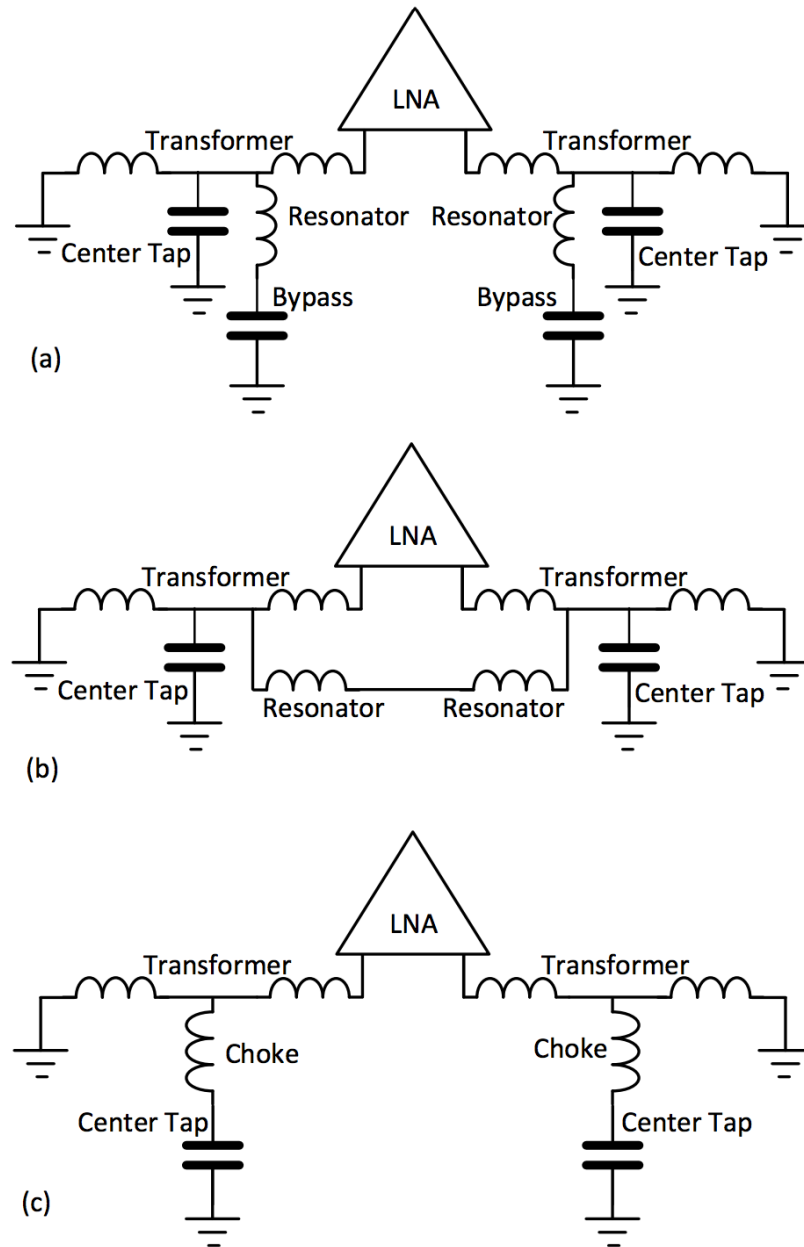 LNA
Transformer
Transformer
Resonator
Resonator
Center Tap
Center Tap
Bypass
Bypass
(a)
LNA
Transformer
Transformer
Center Tap
Center Tap
Resonator
Resonator
(b)
LNA
Transformer
Transformer
Choke
Choke
Center Tap
Center Tap
(c)